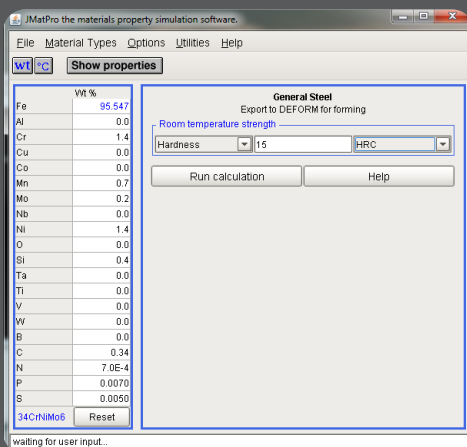 JMatPro the materials property simulation software.
File Material Types Options Utilities Help
wt °C Show properties
Wt %
Fe 95.547
Al 0.0
Cr 1.4
Cu 0.0
Co 0.0
Mn 0.7
Mo 0.2
Nb 0.0
Ni 1.4
O 0.0
Si 0.4
Ta 0.0
Ti 0.0
V 0.0
W 0.0
B 0.0
C 0.34
N 7.0E-4
P 0.0070
S 0.0050
34CrNiMo6 Reset
General Steel
Export to DEFORM for forming
Room temperature strength
Hardness 15 HRC
Run calculation Help
waiting for user input...